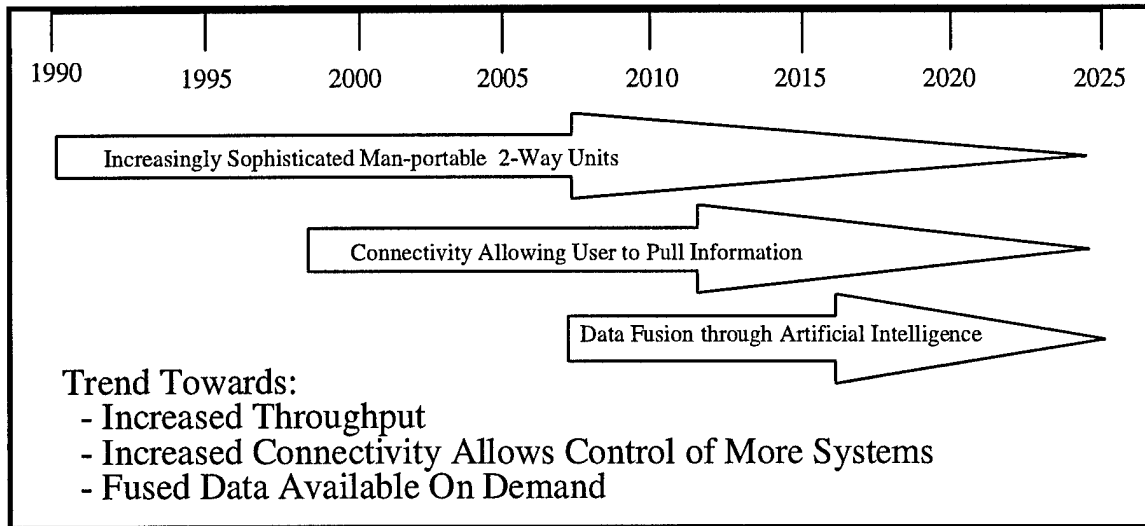 1990 1995 2000 2005 2010 2015 2020 2025
Increasingly Sophisticated Man-portable 2-Way Units
Connectivity Allowing User to Pull Information
Data Fusion through Artificial Intelligence
Trend Towards:
- Increased Throughput
- Increased Connectivity Allows Control of More Systems
- Fused Data Available On Demand